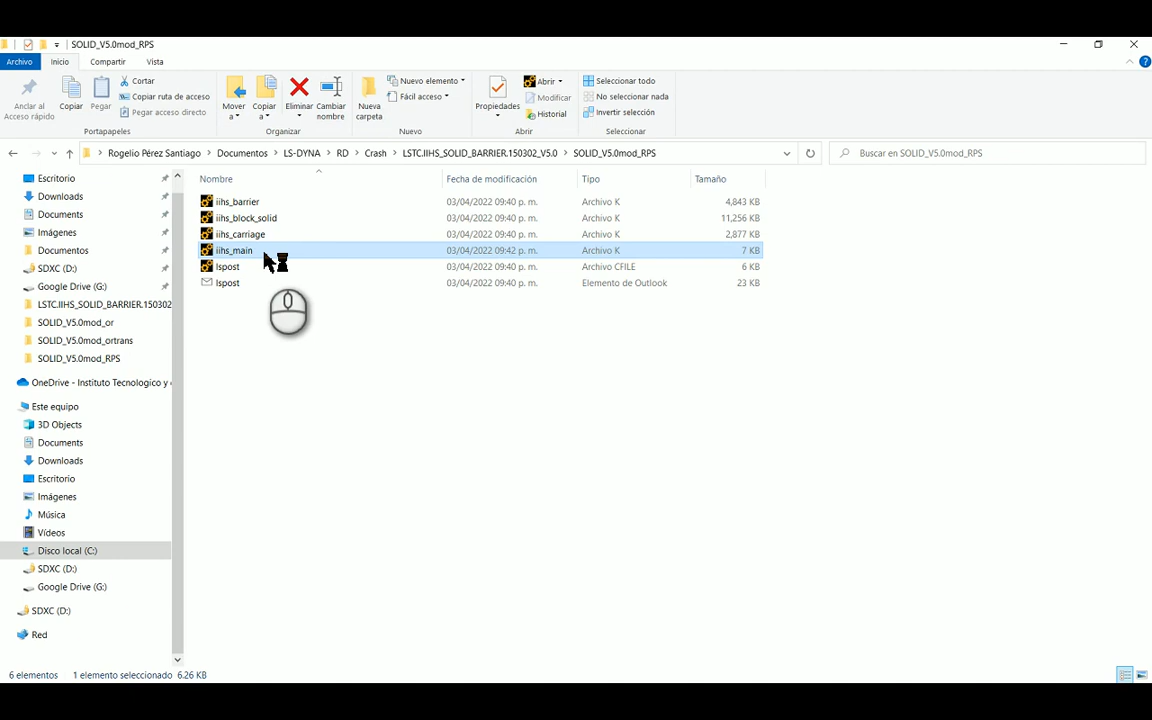 SOLID_V5.0mod_RPS
Archivo Inicio Compartir Vista
Anclar al Acceso rápido
Copiar
Pegar
Cortar
Copiar ruta de acceso
Pegar acceso directo
Mover a
Copiar a
Eliminar
Cambiar nombre
Nueva carpeta
Nuevo elemento
Fácil acceso
Propiedades
Abrir
Modificar
Historial
Seleccionar todo
No seleccionar nada
Invertir selección
Portapapeles Organizar Nuevo Abrir Seleccionar
Rogelio Pérez Santiago > Documentos > LS-DYNA > RD > Crash > LSTC.IIHS_SOLID_BARRIER.150302_V5.0 > SOLID_V5.0mod_RPS
Buscar en SOLID_V5.0mod_RPS
Escritorio
Downloads
Documents
Imágenes
Documentos
SDXC (D:)
Google Drive (G:)
LSTC.IIHS_SOLID_BARRIER.150302
SOLID_V5.0mod_or
SOLID_V5.0mod_ortrans
SOLID_V5.0mod_RPS
OneDrive - Instituto Tecnologico y
Este equipo
3D Objects
Documents
Downloads
Escritorio
Imágenes
Música
Vídeos
Disco local (C:)
SDXC (D:)
Google Drive (G:)
SDXC (D:)
Red
Nombre Fecha de modificación Tipo Tamaño
iihs_barrier 03/04/2022 09:40 p. m. Archivo K 4,843 KB
iihs_block_solid 03/04/2022 09:40 p. m. Archivo K 11,256 KB
iihs_carriage 03/04/2022 09:40 p. m. Archivo K 2,877 KB
iihs_main 03/04/2022 09:42 p. m. Archivo K 7 KB
lspost 03/04/2022 09:40 p. m. Archivo CFILE 6 KB
lspost 03/04/2022 09:40 p. m. Elemento de Outlook 23 KB
6 elementos 1 elemento seleccionado 6.26 KB